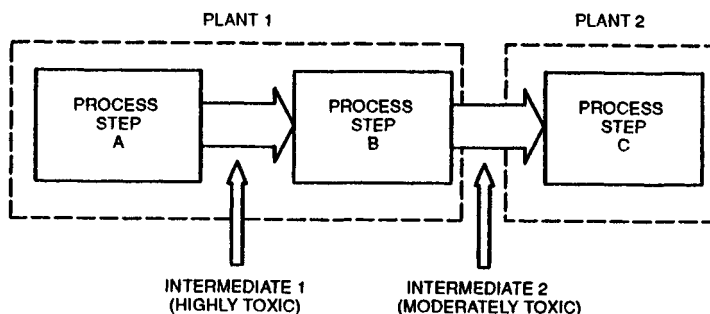 PLANT 1
PLANT 2
PROCESS
STEP
A
PROCESS
STEP
B
PROCESS
STEP
C
INTERMEDIATE 1
(HIGHLY TOXIC)
INTERMEDIATE 2
(MODERATELY TOXIC)